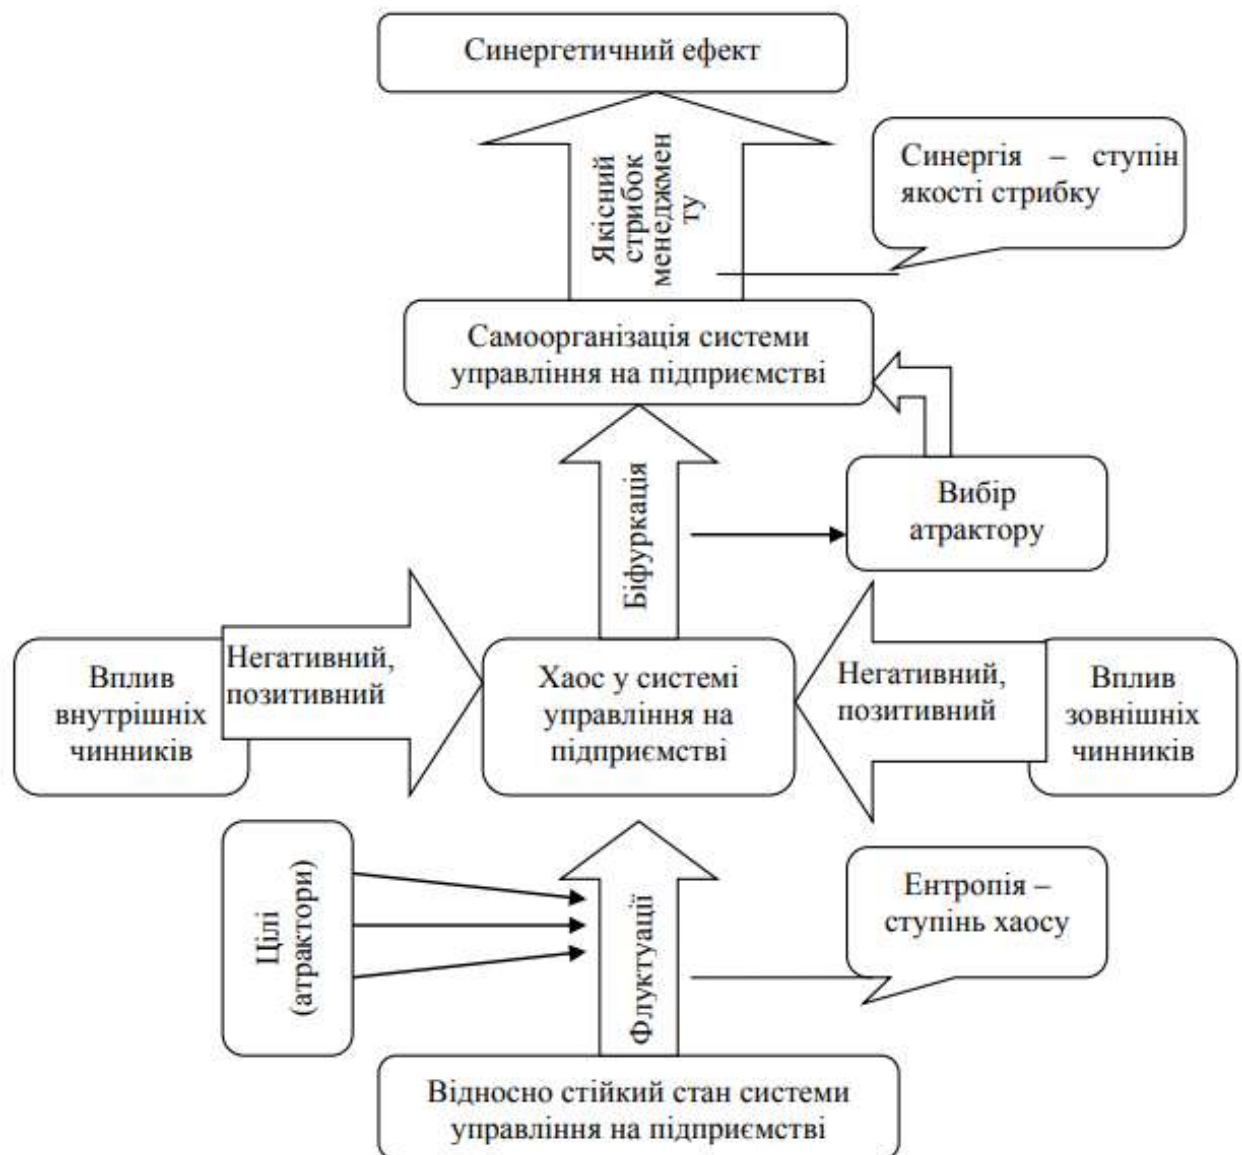 Синергетичний ефект
Якісний
стрибок
менеджмен
ту
Синергія – ступін
якості стрибку
Самоорганізація системи
управління на підприємстві
Вибір
атрактору
Біфуркація
Вплив
внутрішніх
чинників
Негативний,
позитивний
Хаос у системі
управління на
підприємстві
Негативний,
позитивний
Вплив
зовнішніх
чинників
Цілі
(атрактори)
Флуктуації
Ентропія –
ступінь хаосу
Відносно стійкий стан системи
управління на підприємстві